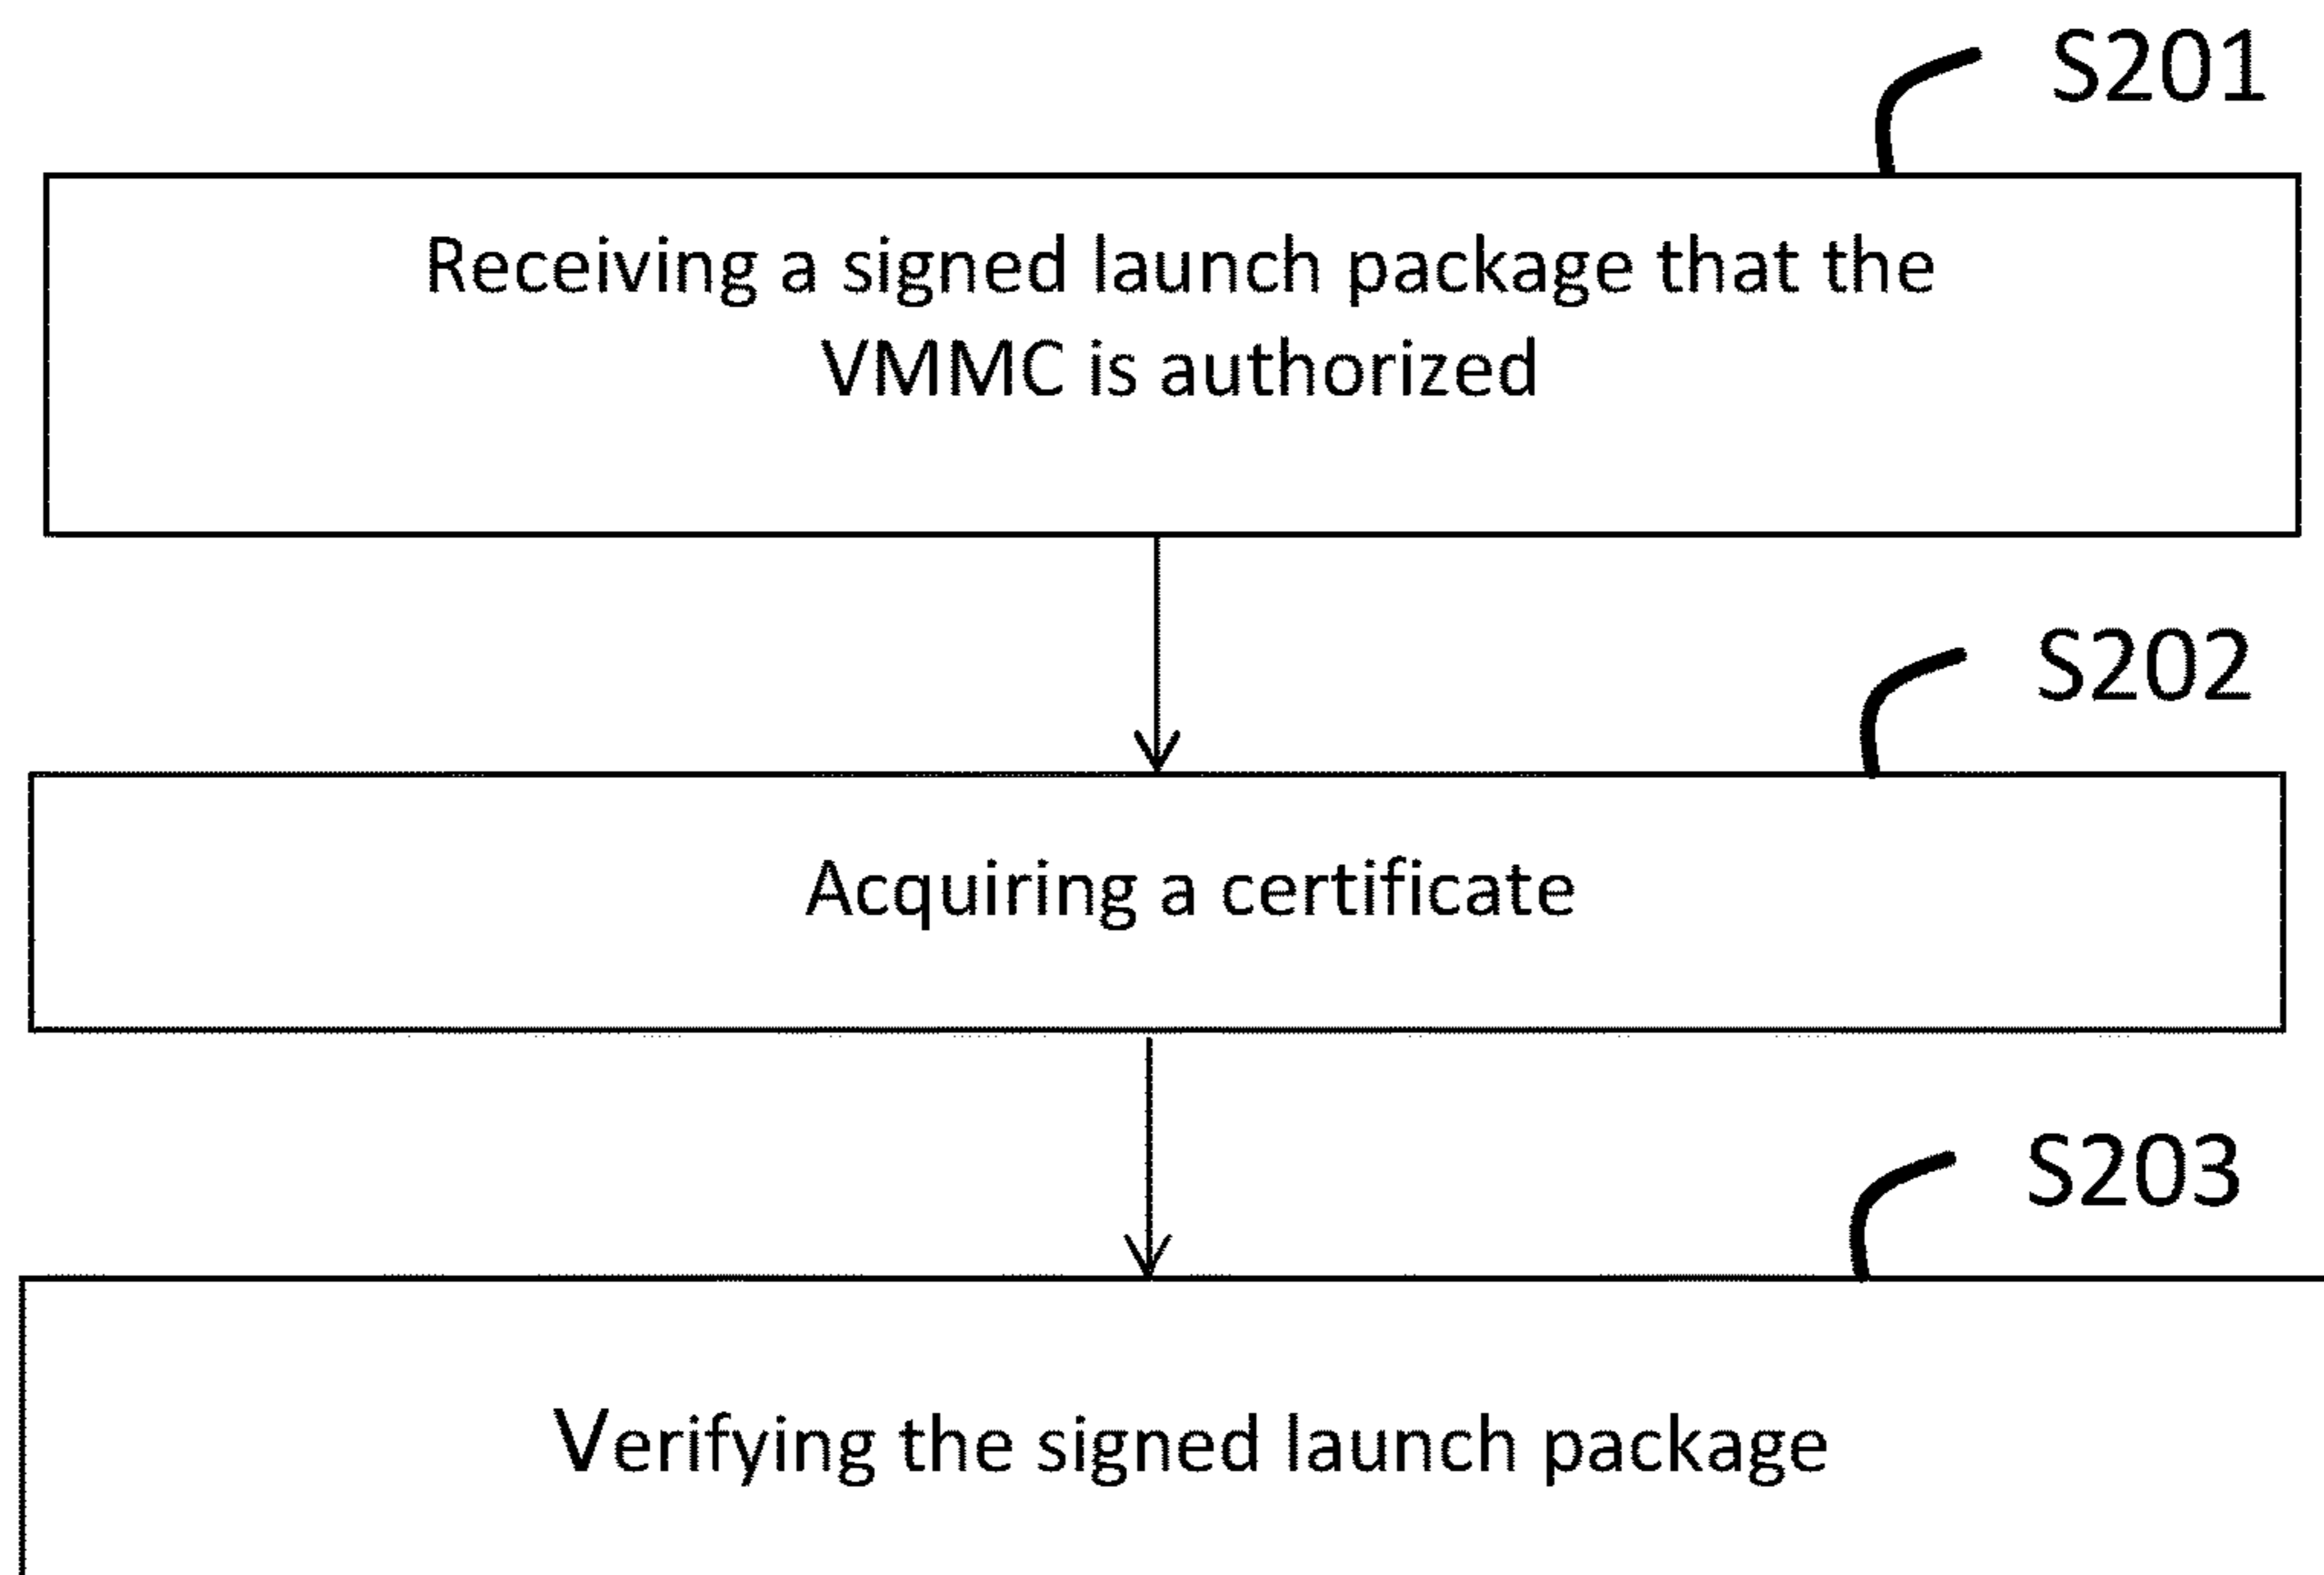 S201
Receiving a signed launch package that the
VMMC is authorized
S202
Acquiring a certificate
S203
Verifying the signed launch package